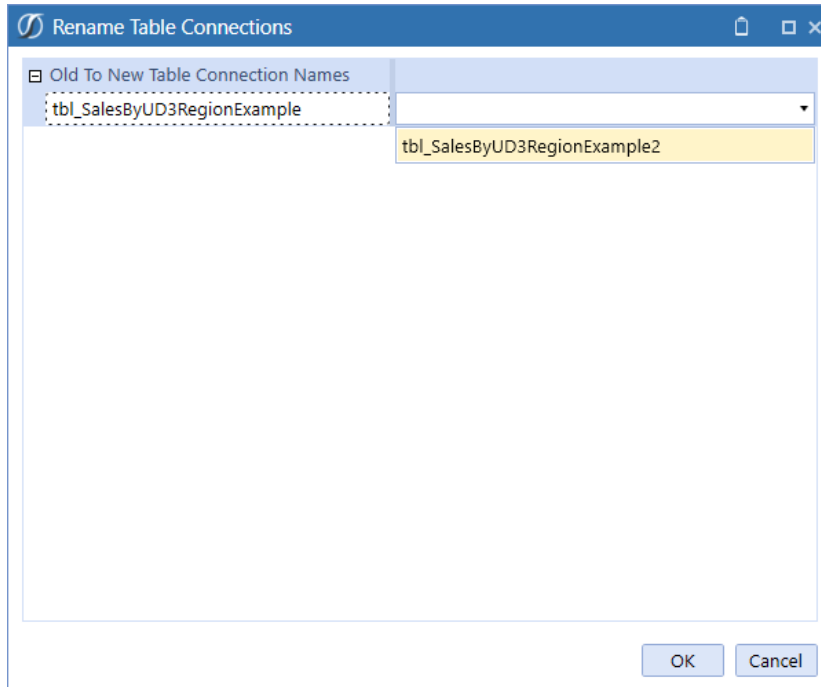 Rename Table Connections
Old To New Table Connection Names
tbl_SalesByUD3RegionExample
tbl_SalesByUD3RegionExample2
OK Cancel